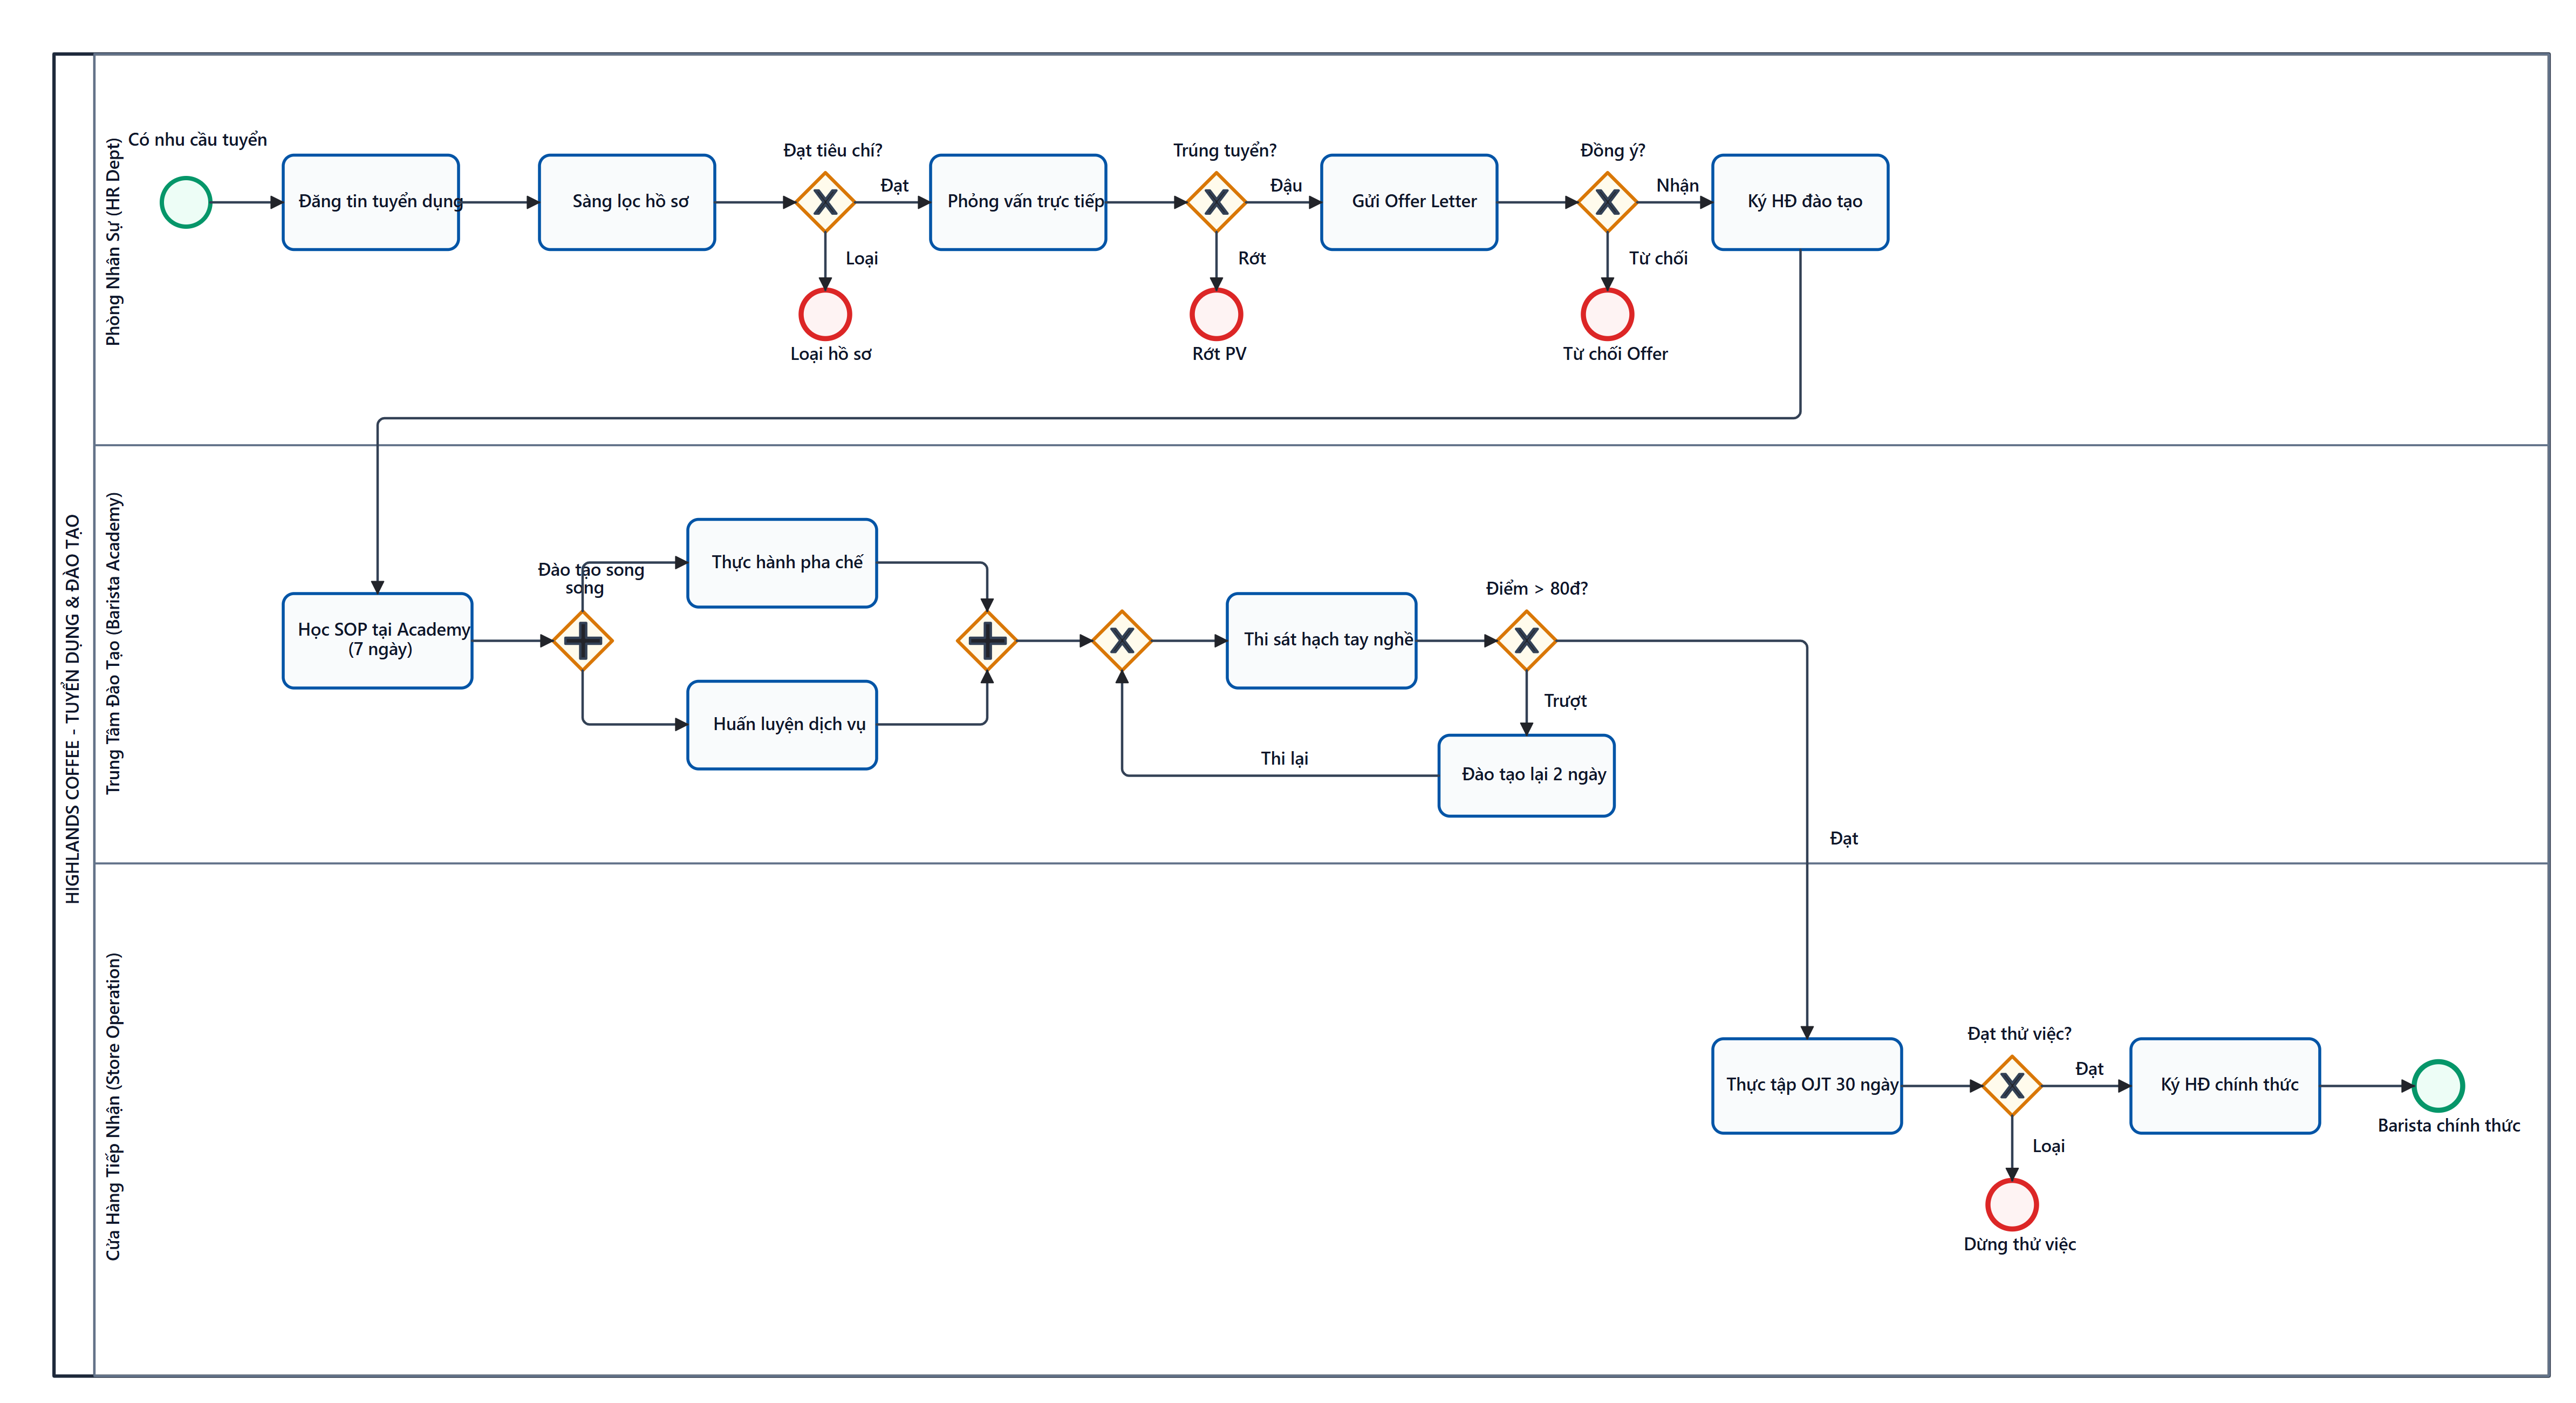 HIGHLANDS COFFEE - TUYỂN DỤNG & ĐÀO TẠO
Phòng Nhân Sự (HR Dept)
Có nhu cầu tuyển
Đăng tin tuyển dụng
Sàng lọc hồ sơ
Đạt tiêu chí?
Đạt
Loại
Loại hồ sơ
Phỏng vấn trực tiếp
Trúng tuyển?
Đậu
Rớt
Rớt PV
Gửi Offer Letter
Đồng ý?
Nhận
Từ chối
Từ chối Offer
Ký HĐ đào tạo
Trung Tâm Đào Tạo (Barista Academy)
Học SOP tại Academy
(7 ngày)
Đào tạo song
song
Thực hành pha chế
Huấn luyện dịch vụ
Thi sát hạch tay nghề
Điểm > 80đ?
Trượt
Đào tạo lại 2 ngày
Thi lại
Đạt
Cửa Hàng Tiếp Nhận (Store Operation)
Thực tập OJT 30 ngày
Đạt thử việc?
Đạt
Loại
Dừng thử việc
Ký HĐ chính thức
Barista chính thức